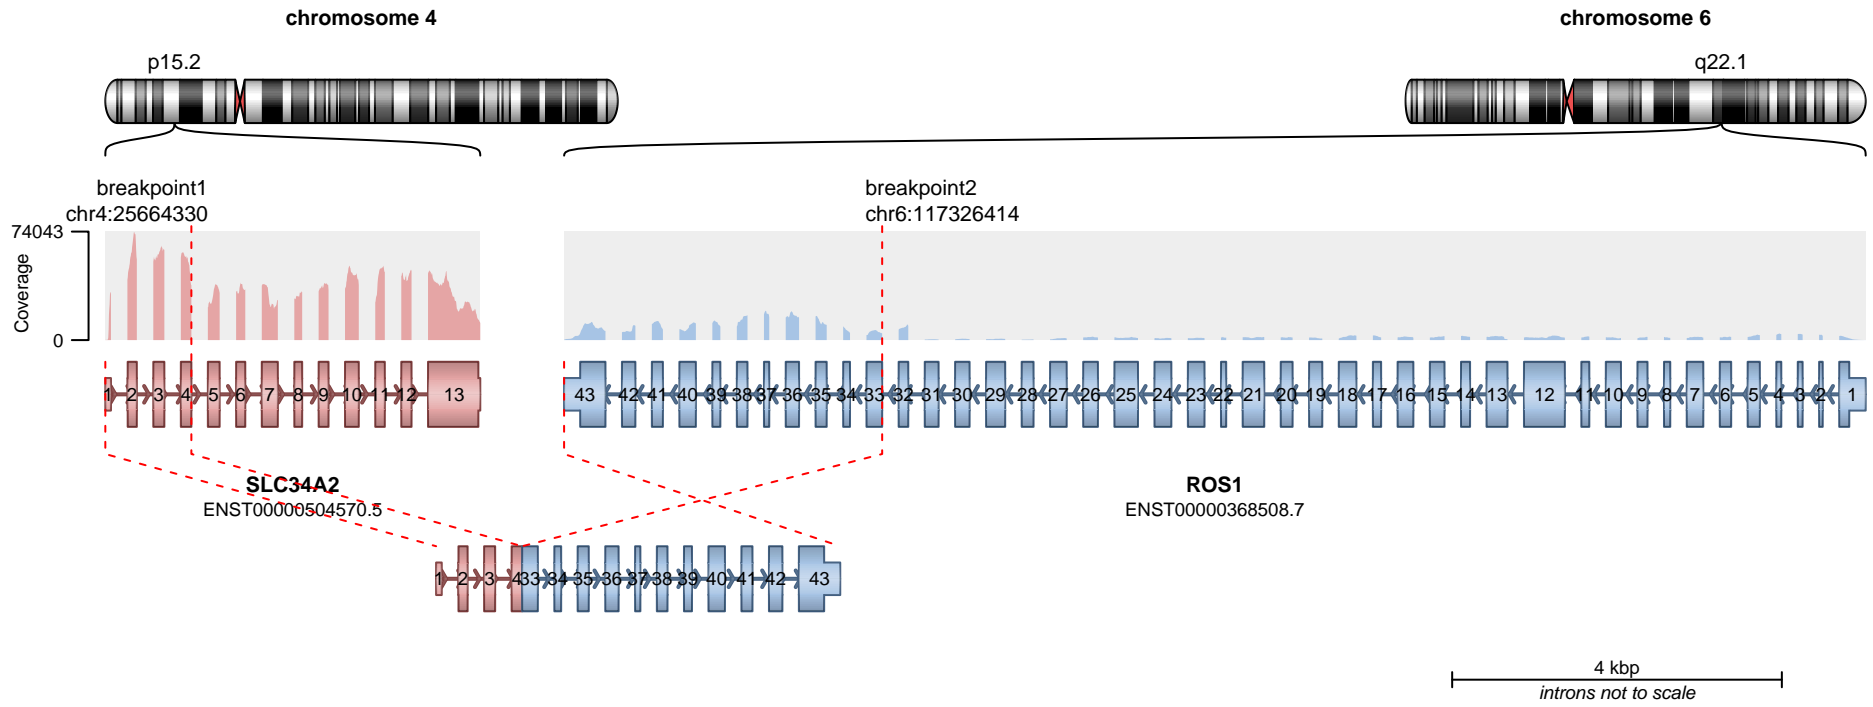 chromosome 4
chromosome 6
p15.2
q22.1
breakpoint1
chr4:25664330
breakpoint2
chr6:117326414
74043
Coverage
0
1 2 3 4 5 6 7 8 9 10 11 12 13
43 42 41 40 39 38 37 36 35 34 33 32 31 30 29 28 27 26 25 24 23 22 21 20 19 18 17 16 15 14 13 12 11 10 9 8 7 6 5 4 3 2 1
SLC34A2
ENST00000504570.5
ROS1
ENST00000368508.7
1 2 3 4 33 34 35 36 37 38 39 40 41 42 43
4 kbp
introns not to scale